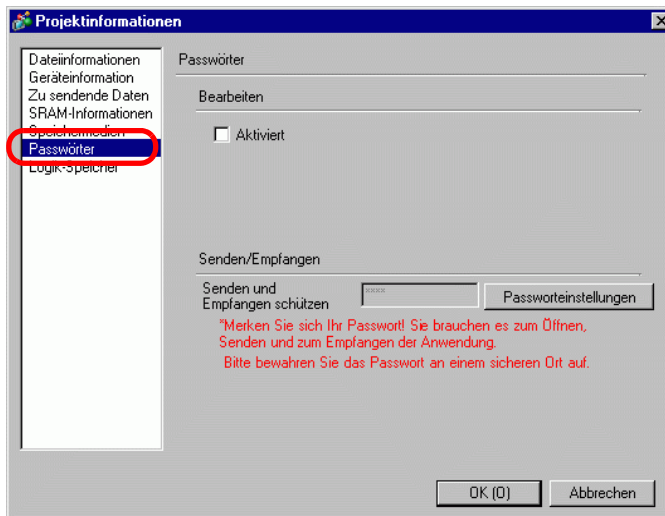 Projektinformationen
Dateiinformationen
Geräteinformation
Zu sendende Daten
SRAM-Informationen
Speichermedien
Passwörter
Logik-Speicher
Passwörter
Bearbeiten
Aktiviert
Senden/Empfangen
Senden und
Empfangen schützen
xxxx
Passworteinstellungen
*Merken Sie sich Ihr Passwort! Sie brauchen es zum Öffnen,
Senden und zum Empfangen der Anwendung.
Bitte bewahren Sie das Passwort an einem sicheren Ort auf.
OK (O)
Abbrechen